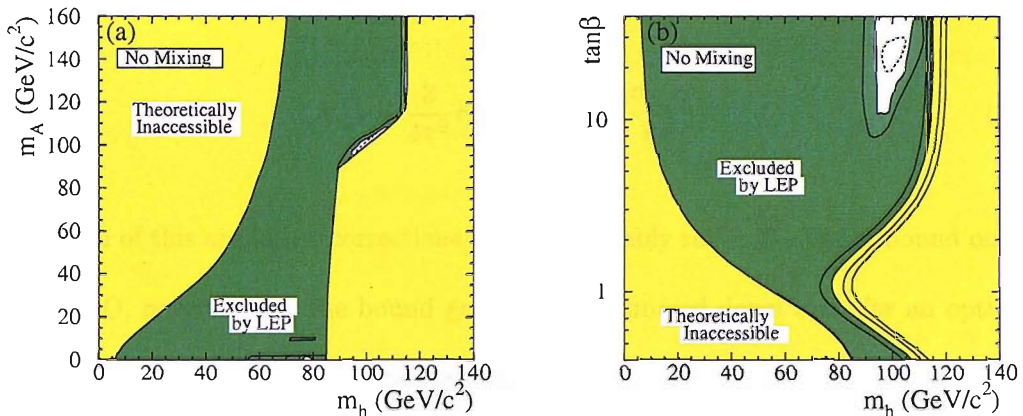 (a)
No Mixing
Theoretically
Inaccessible
Excluded
by LEP
m_A (GeV/c²)
160
140
120
100
80
60
40
20
0
0 20 40 60 80 100 120 140
m_h (GeV/c²)
(b)
No Mixing
Excluded
by LEP
Theoretically
Inaccessible
tanβ
10
1
0 20 40 60 80 100 120 140
m_h (GeV/c²)